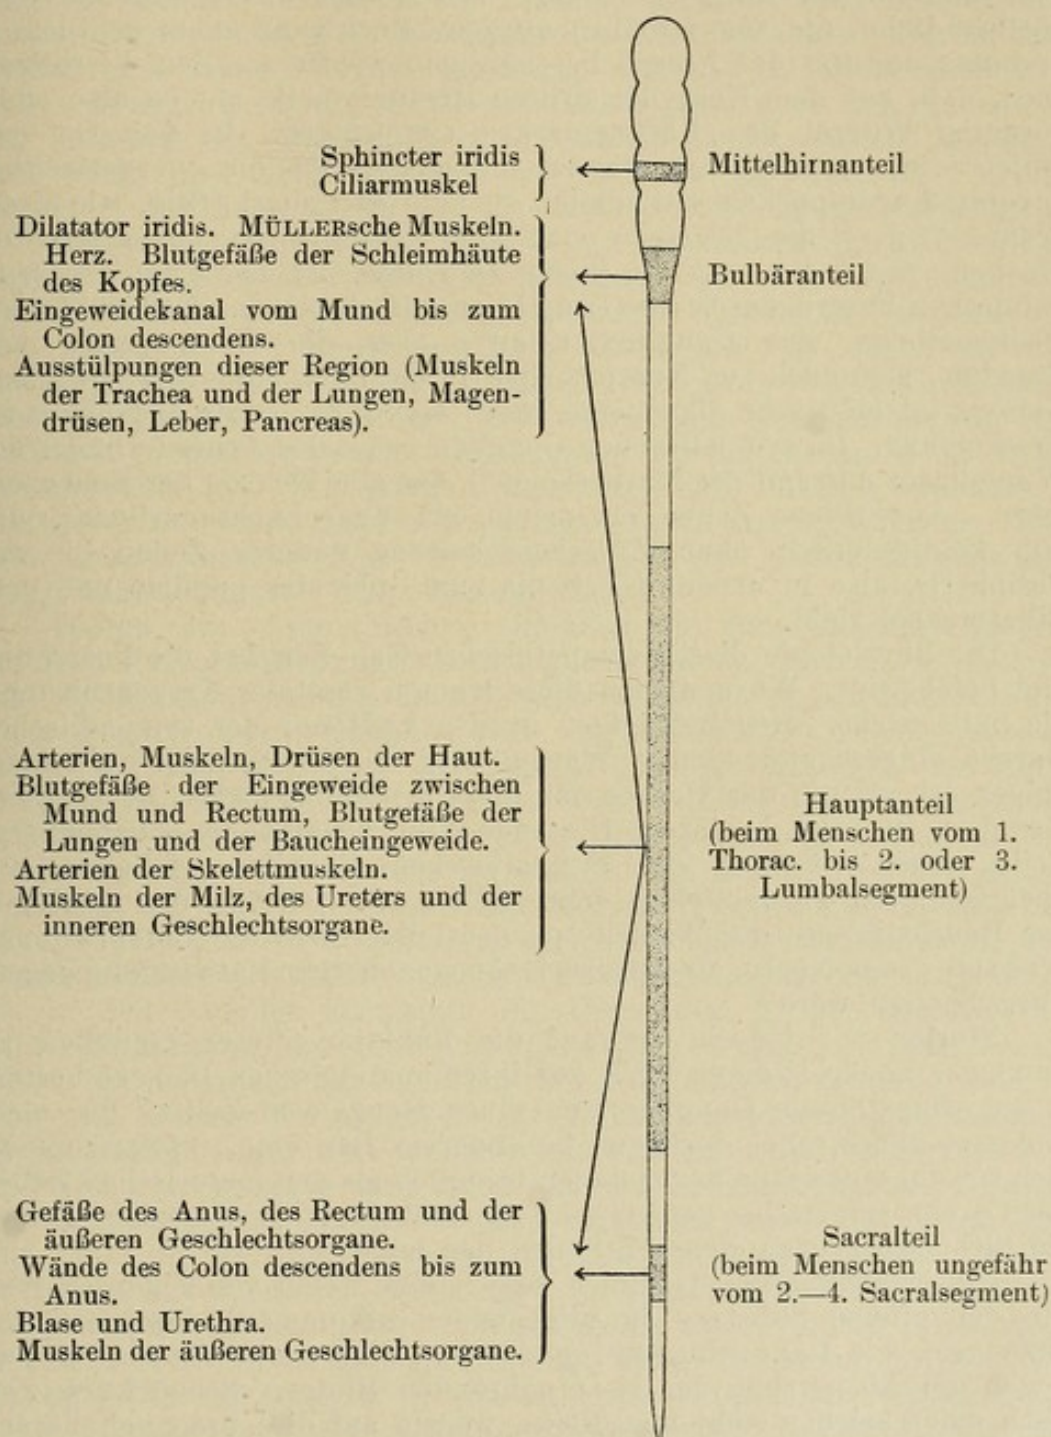 Sphincter iridis
Ciliarmuskel
Mittelhirnanteil
Dilatator iridis. MÜLLERsche Muskeln.
Herz. Blutgefäße der Schleimhäute
des Kopfes.
Eingeweidekanal vom Mund bis zum
Colon descendens.
Ausstülpungen dieser Region (Muskeln
der Trachea und der Lungen, Magen-
drüsen, Leber, Pancreas).
Bulbäranteil
Arterien, Muskeln, Drüsen der Haut.
Blutgefäße der Eingeweide zwischen
Mund und Rectum, Blutgefäße der
Lungen und der Baucheingeweide.
Arterien der Skelettmuskeln.
Muskeln der Milz, des Ureters und der
inneren Geschlechtsorgane.
Hauptanteil
(beim Menschen vom 1.
Thorac. bis 2. oder 3.
Lumbalsegment)
Gefäße des Anus, des Rectum und der
äußeren Geschlechtsorgane.
Wände des Colon descendens bis zum
Anus.
Blase und Urethra.
Muskeln der äußeren Geschlechtsorgane.
Sacralteil
(beim Menschen ungefähr
vom 2.—4. Sacralsegment)